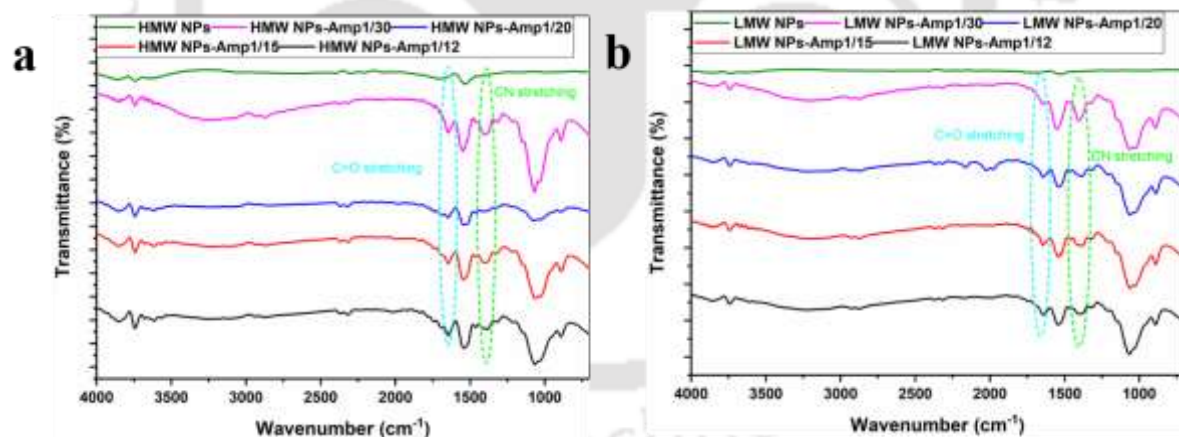 a
HMW NPs HMW NPs-Amp1/30 HMW NPs-Amp1/20
HMW NPs-Amp1/15 HMW NPs-Amp1/12
CN stretching
C=O stretching
Transmittance (%)
4000 3500 3000 2500 2000 1500 1000
Wavenumber (cm⁻¹)
b
LMW NPs LMW NPs-Amp1/30 LMW NPs-Amp1/20
LMW NPs-Amp1/15 LMW NPs-Amp1/12
C=O stretching
CN stretching
Transmittance (%)
4000 3500 3000 2500 2000 1500 1000
Wavenumber (cm⁻¹)